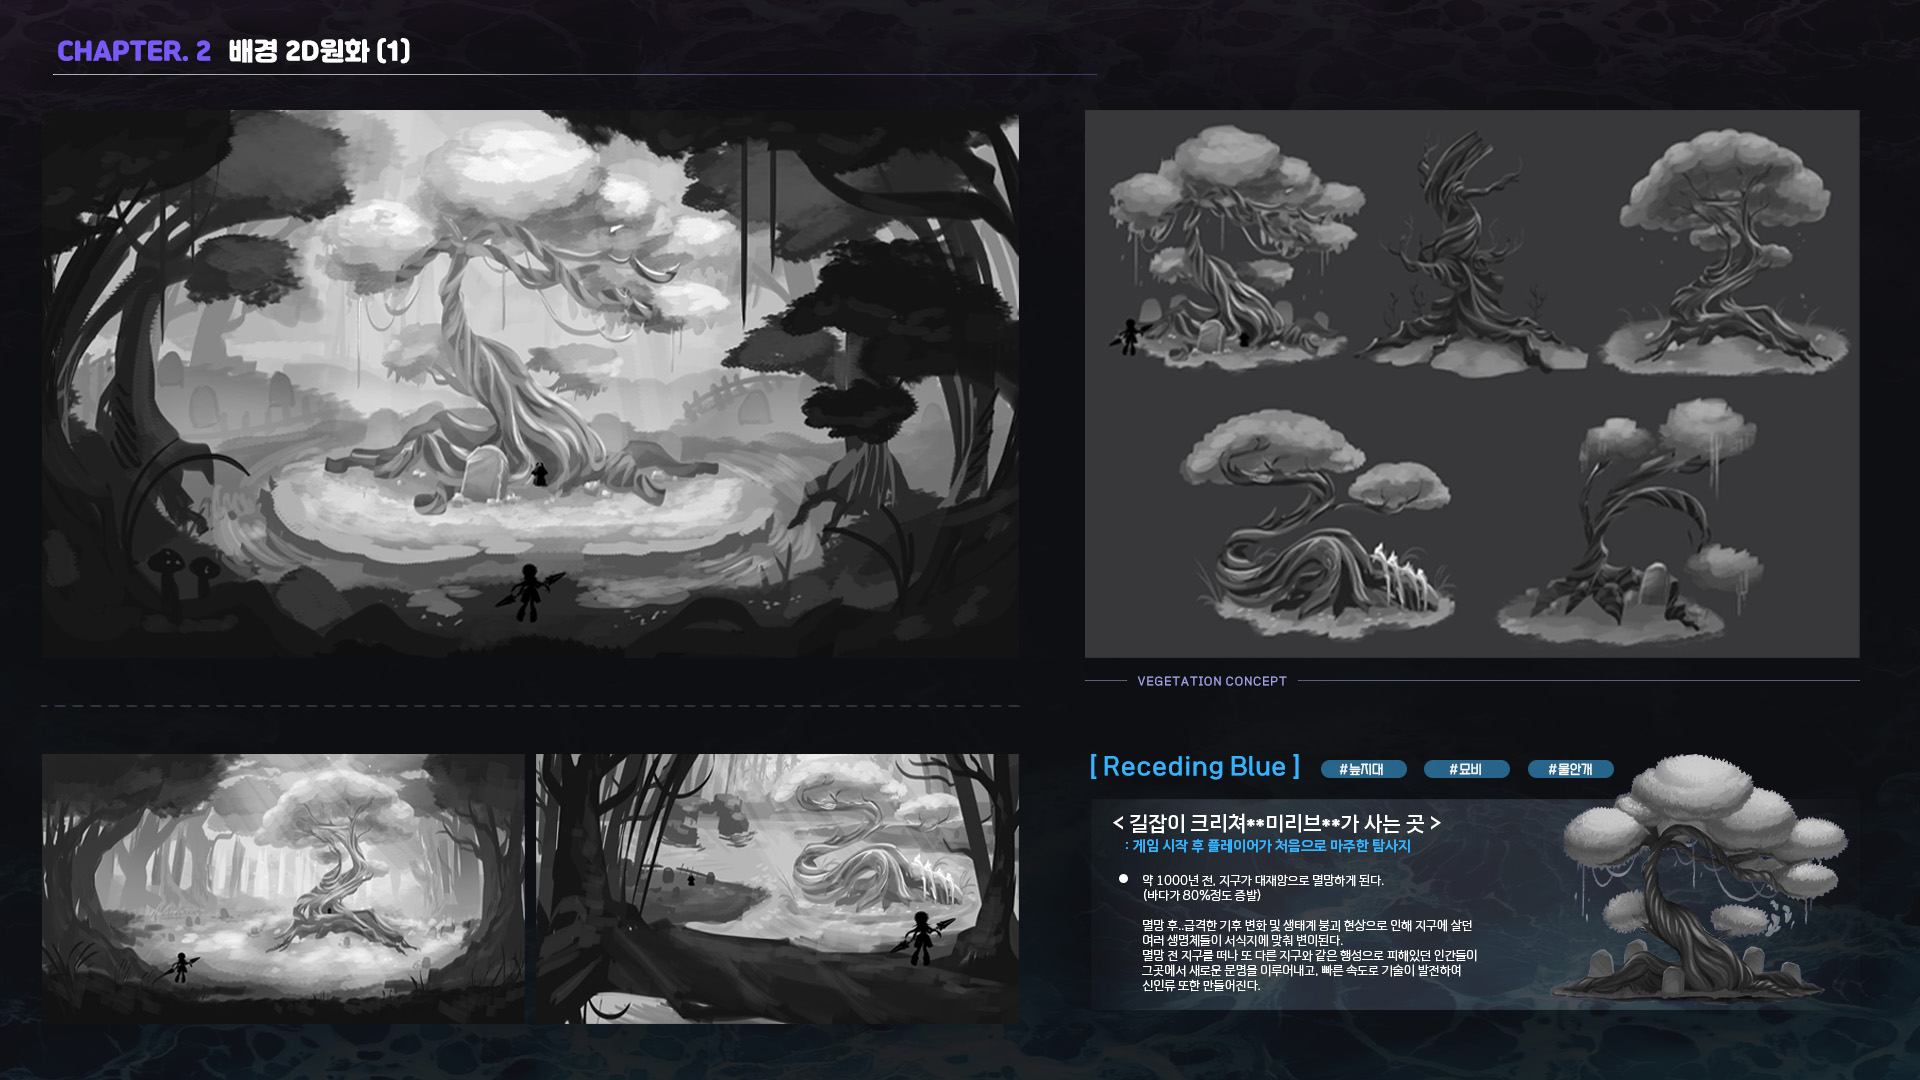 CHAPTER. 2 배경 2D원화 (1)
VEGETATION CONCEPT
[ Receding Blue ] #늪지대 #묘비 #물안개
< 길잡이 크리쳐**미리브**가 사는 곳 >
: 게임 시작 후 플레이어가 처음으로 마주한 탐사지
약 1000년 전, 지구가 대재앙으로 멸망하게 된다.
(바다가 80%정도 증발)
멸망 후..급격한 기후 변화 및 생태계 붕괴 현상으로 인해 지구에 살던
여러 생명체들이 서식지에 맞춰 변이된다.
멸망 전 지구를 떠나 또 다른 지구와 같은 행성으로 피해있던 인간들이
그곳에서 새로운 문명을 이루어내고, 빠른 속도로 기술이 발전하여
신인류 또한 만들어진다.